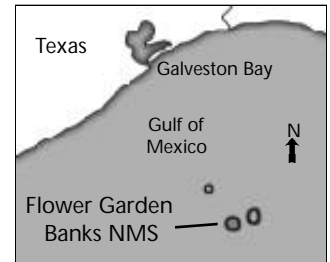 Texas
Galveston Bay
Gulf of
Mexico
N
Flower Garden
Banks NMS